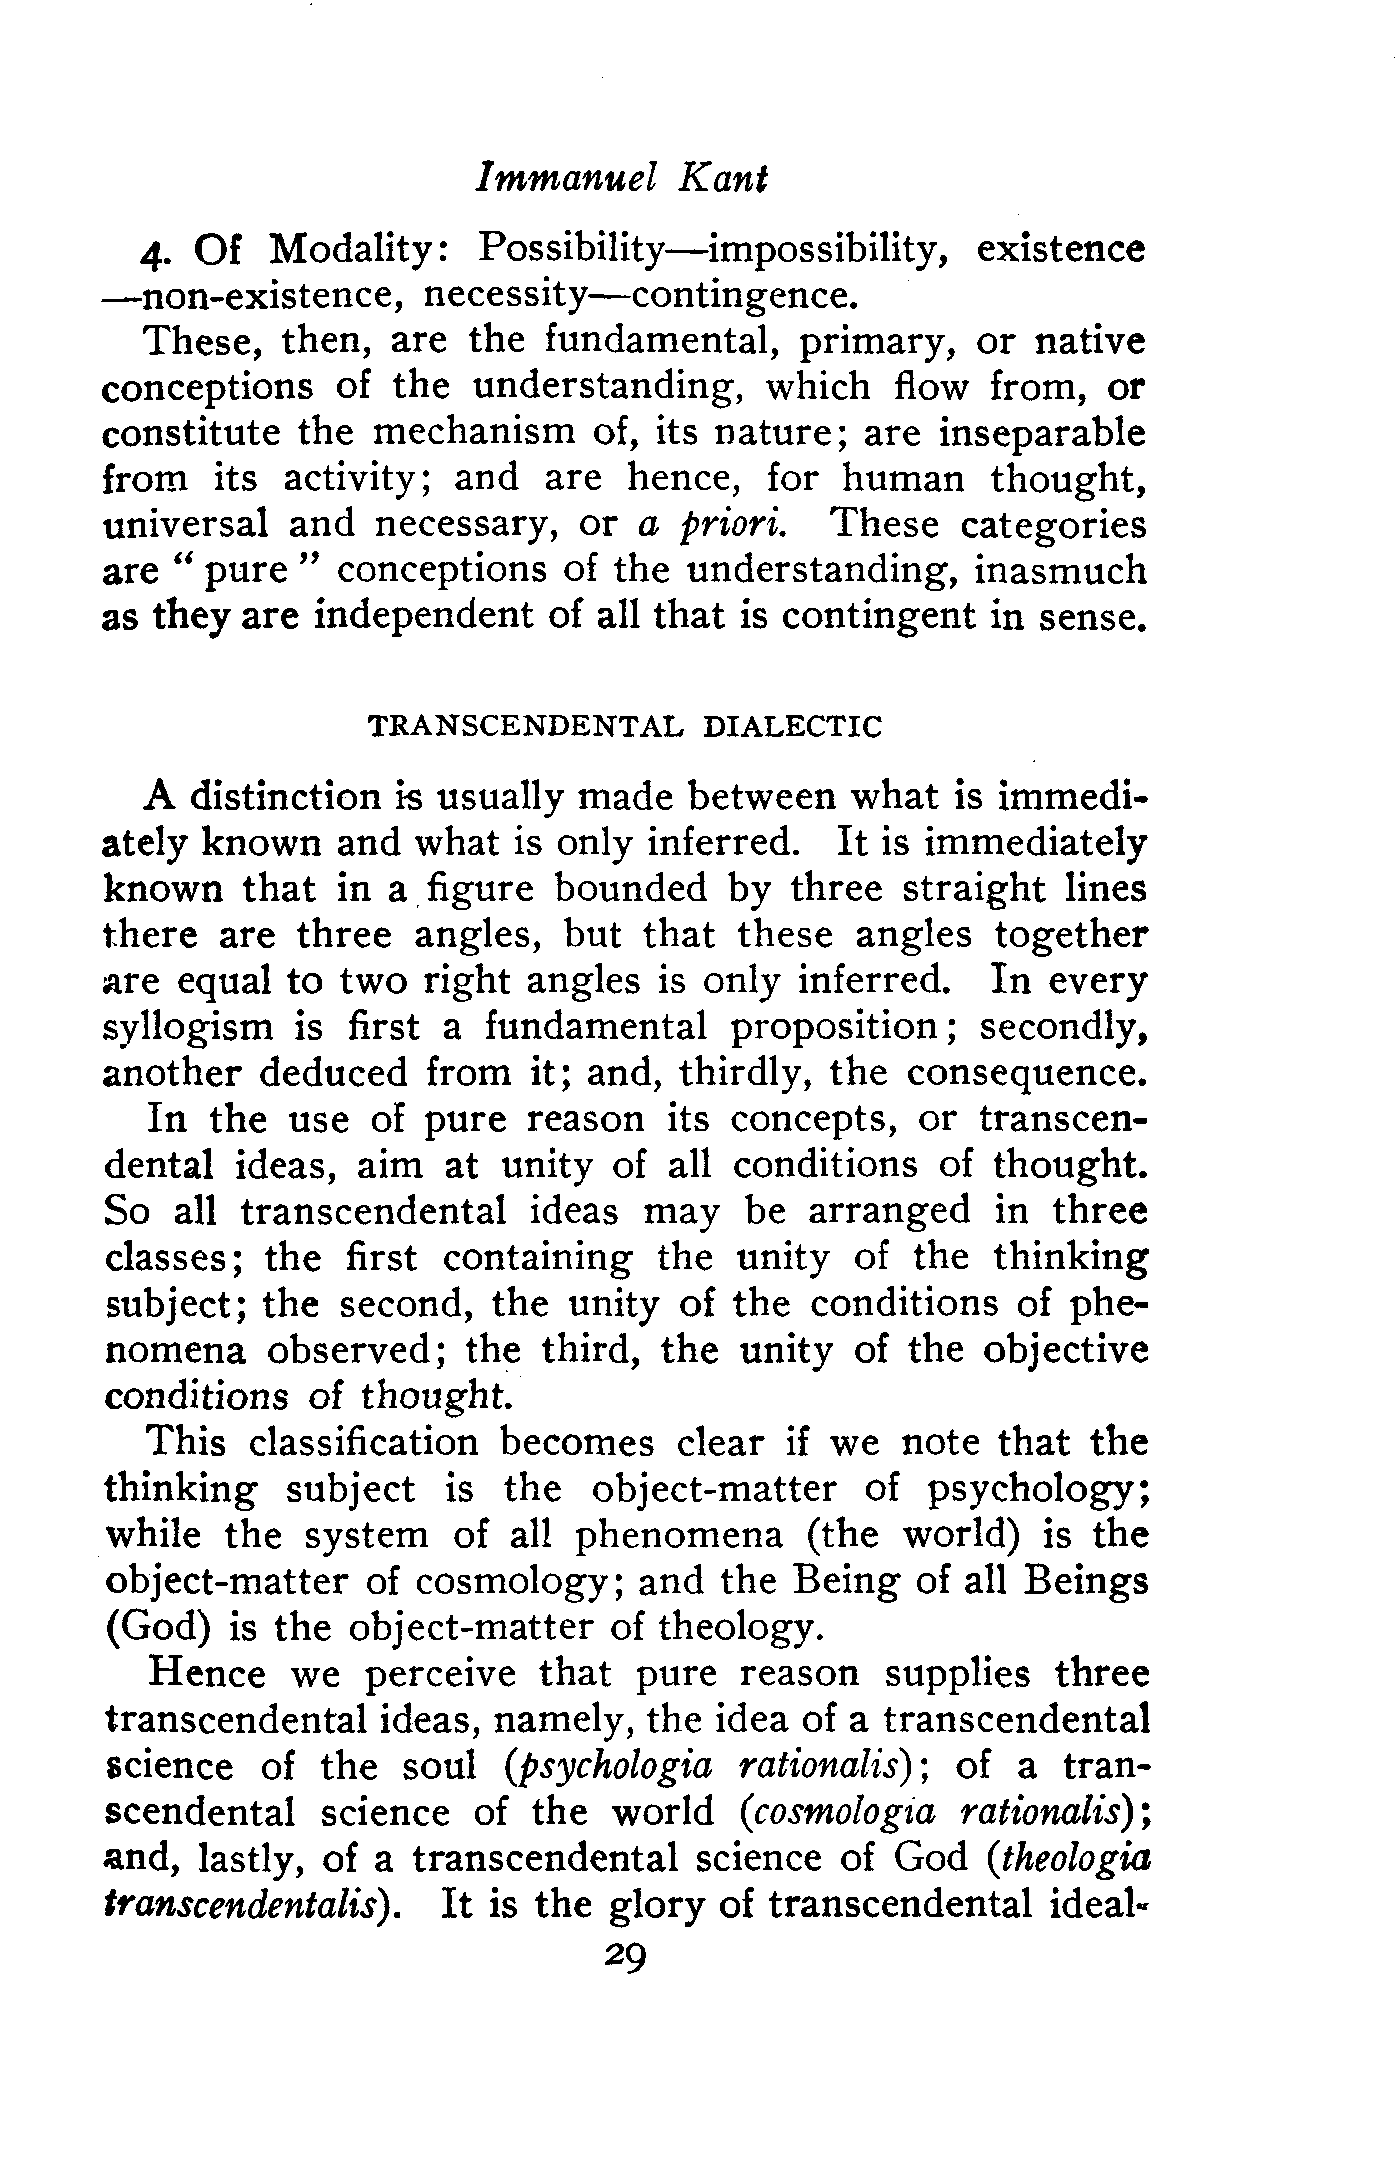 Immanuel Kant
4. Of Modality: Possibility—impossibility, existence
—non-existence, necessity—contingence.
These, then, are the fundamental, primary, or native
conceptions of the understanding, which flow from, or
constitute the mechanism of, its nature; are inseparable
from its activity; and are hence, for human thought,
universal and necessary, or a priori. These categories
are “ pure ” conceptions of the understanding, inasmuch
as they are independent of all that is contingent in sense.
TRANSCENDENTAL DIALECTIC
A distinction is usually made between what is immedi-
ately known and what is only inferred. It is immediately
known that in a figure bounded by three straight lines
there are three angles, but that these angles together
are equal to two right angles is only inferred. In every
syllogism is first a fundamental proposition; secondly,
another deduced from it; and, thirdly, the consequence.
In the use of pure reason its concepts, or transcen-
dental ideas, aim at unity of all conditions of thought.
So all transcendental ideas may be arranged in three
classes; the first containing the unity of the thinking
subject; the second, the unity of the conditions of phe-
nomena observed; the third, the unity of the objective
conditions of thought.
This classification becomes clear if we note that the
thinking subject is the object-matter of psychology;
while the system of all phenomena (the world) is the
object-matter of cosmology; and the Being of all Beings
(God) is the object-matter of theology.
Hence we perceive that pure reason supplies three
transcendental ideas, namely, the idea of a transcendental
science of the soul (psychologia rationalis); of a tran-
scendental science of the world (cosmologia rationalis);
and, lastly, of a transcendental science of God (theologia
transcendentalis). It is the glory of transcendental ideal-
29